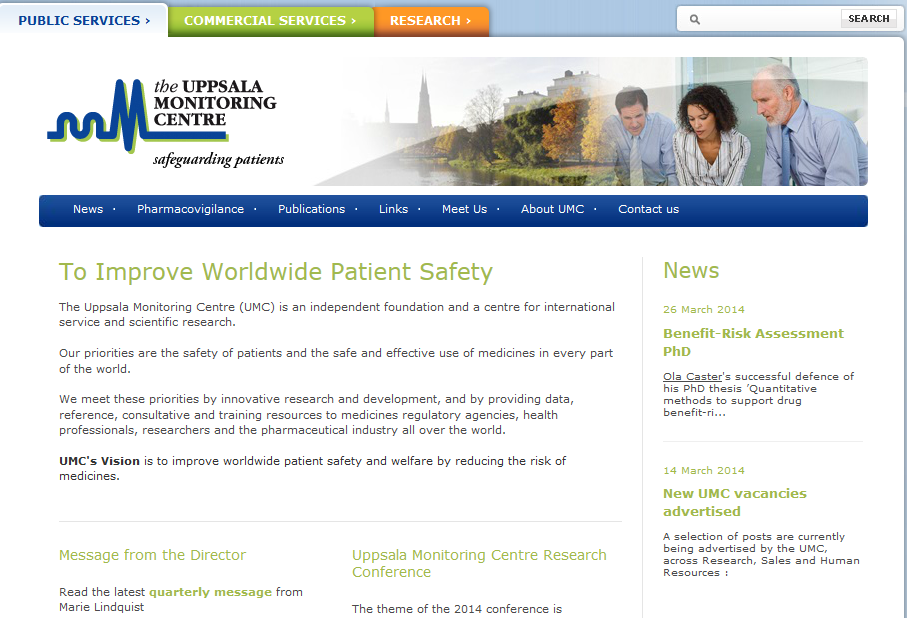 PUBLIC SERVICES ›
COMMERCIAL SERVICES ›
RESEARCH ›
SEARCH
the UPPSALA
MONITORING
CENTRE
safeguarding patients
News · Pharmacovigilance · Publications · Links · Meet Us · About UMC · Contact us
To Improve Worldwide Patient Safety
The Uppsala Monitoring Centre (UMC) is an independent foundation and a centre for international
service and scientific research.
Our priorities are the safety of patients and the safe and effective use of medicines in every part
of the world.
We meet these priorities by innovative research and development, and by providing data,
reference, consultative and training resources to medicines regulatory agencies, health
professionals, researchers and the pharmaceutical industry all over the world.
UMC's Vision is to improve worldwide patient safety and welfare by reducing the risk of
medicines.
Message from the Director
Read the latest quarterly message from
Marie Lindquist
Uppsala Monitoring Centre Research
Conference
The theme of the 2014 conference is
News
26 March 2014
Benefit-Risk Assessment
PhD
Ola Caster's successful defence of
his PhD thesis ‘Quantitative
methods to support drug
benefit-ri...
14 March 2014
New UMC vacancies
advertised
A selection of posts are currently
being advertised by the UMC,
across Research, Sales and Human
Resources :